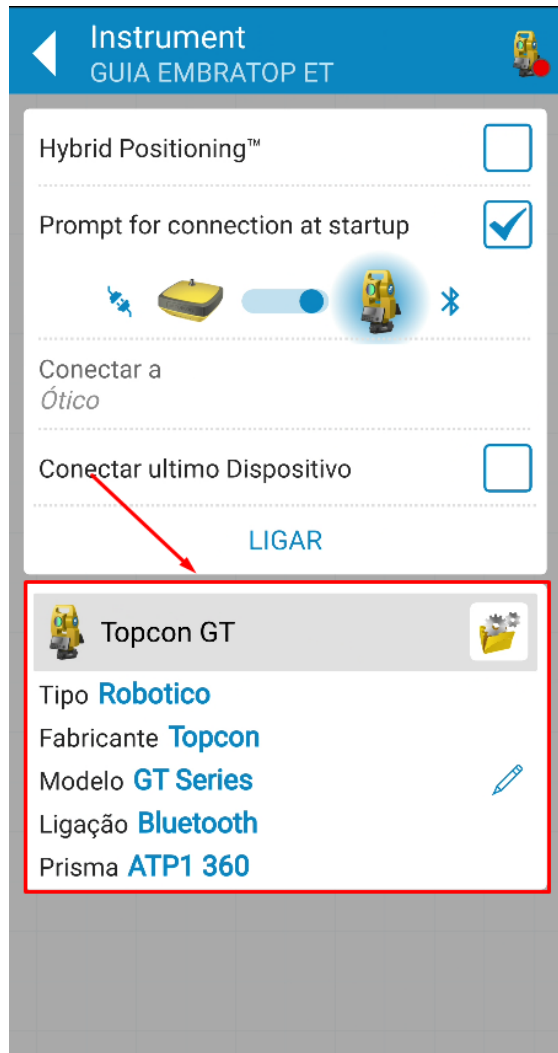 Instrument
GUIA EMBRATOP ET
Hybrid Positioning™
Prompt for connection at startup
Conectar a
Ótico
Conectar ultimo Dispositivo
LIGAR
Topcon GT
Tipo Robotico
Fabricante Topcon
Modelo GT Series
Ligação Bluetooth
Prisma ATP1 360